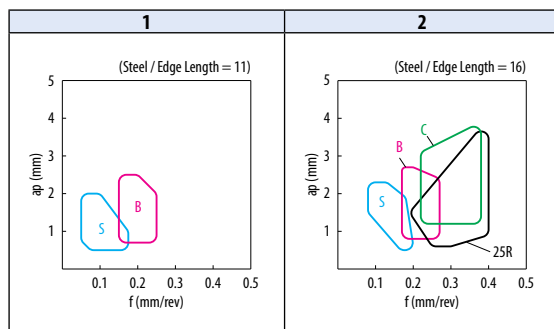 1
2
(Steel / Edge Length = 11)
5
4
3
2
1
ap (mm)
S
B
0.1 0.2 0.3 0.4 0.5
f (mm/rev)
(Steel / Edge Length = 16)
5
4
3
2
1
ap (mm)
C
B
S
25R
0.1 0.2 0.3 0.4 0.5
f (mm/rev)